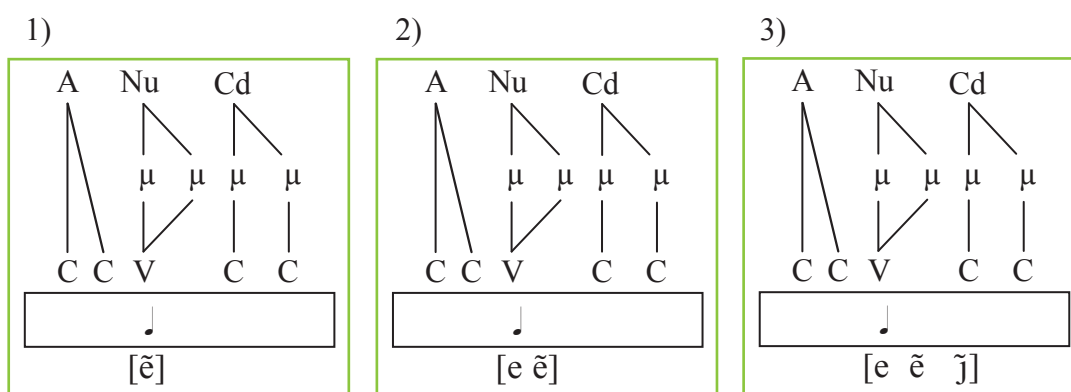 1) 2) 3)
A Nu Cd A Nu Cd A Nu Cd
μ μ μ μ μ μ μ μ μ μ μ μ
C C V C C C C V C C C C V C C
[ẽ] [e ẽ] [e ẽ j̃]